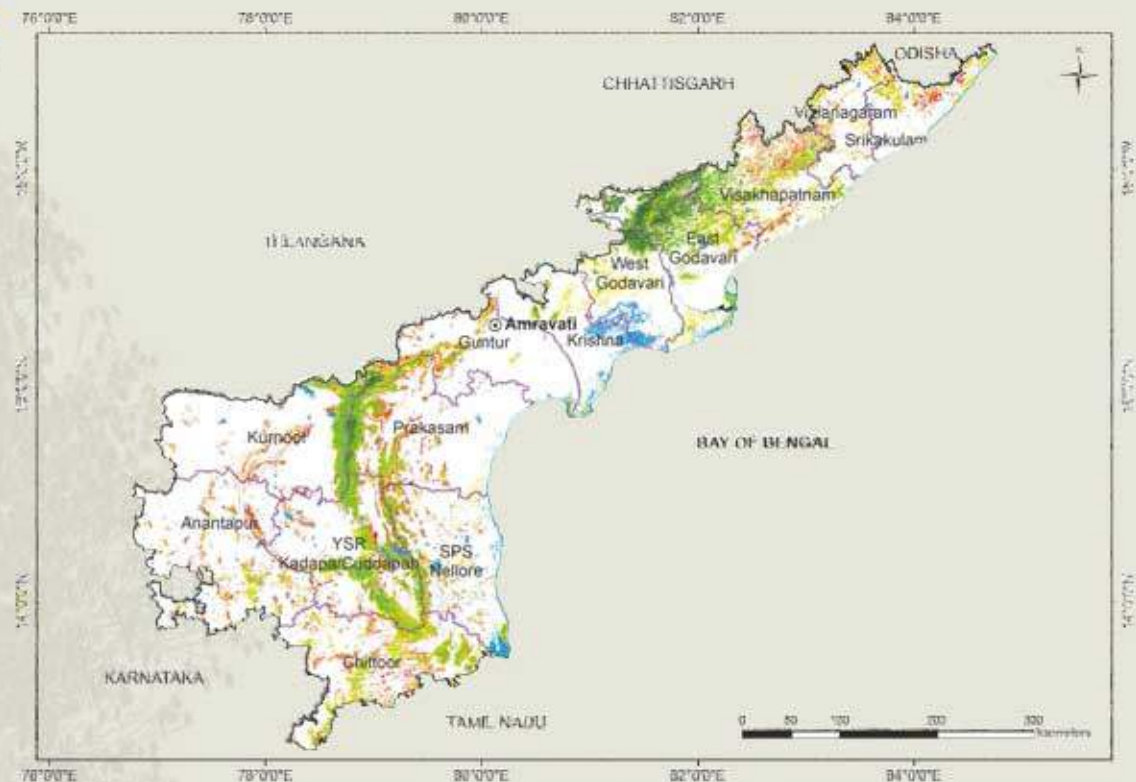 76°0'0"E 78°0'0"E 80°0'0"E 82°0'0"E 84°0'0"E
ODISHA
CHHATTISGARH
Vizianagaram
Srikakulam
Visakhapatnam
TELANGANA
East
Godavari
West
Godavari
Amravati
Krishna
Guntur
Prakasam
Kurnool
BAY OF BENGAL
Anantapur
YSR
Kadapa/Cuddapah
SPS
Nellore
Chittoor
KARNATAKA
TAMIL NADU
0 50 100 200 300
Kilometers
76°0'0"E 78°0'0"E 80°0'0"E 82°0'0"E 84°0'0"E